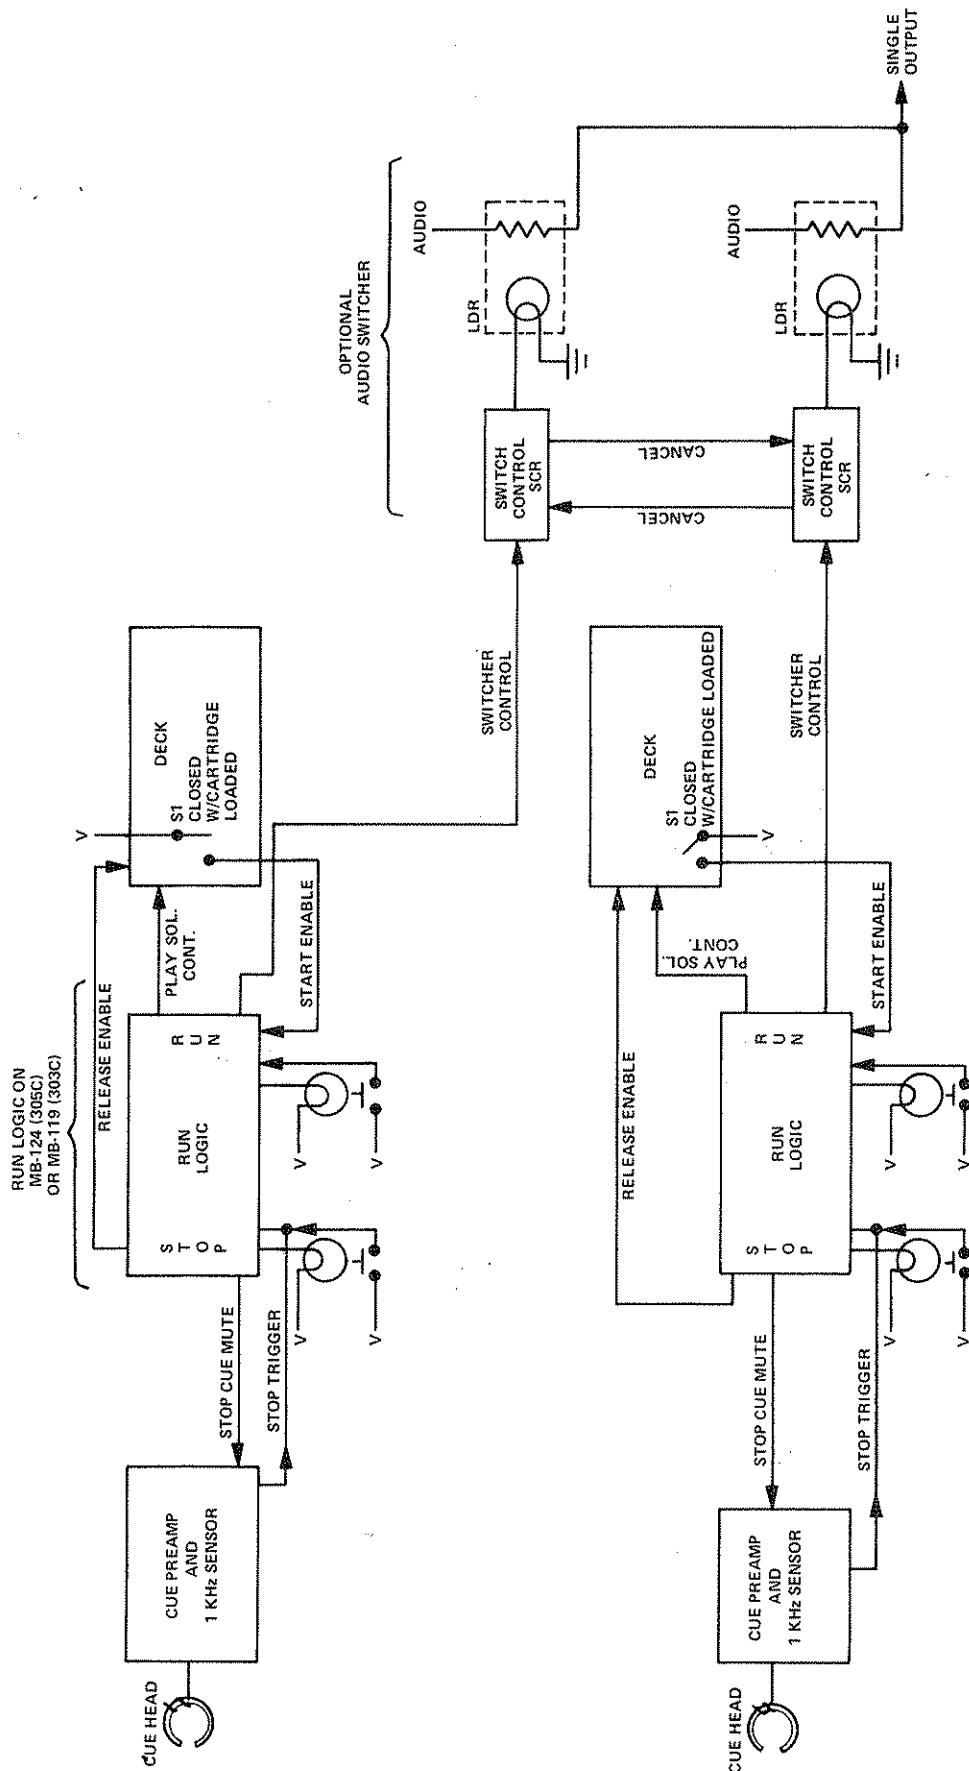 RUN LOGIC ON
MB-124 (305C)
OR MB-119 (303C)
OPTIONAL
AUDIO SWITCHER
CUE HEAD
CUE PREAMP
AND
1 KHz SENSOR
STOP CUE MUTE
STOP TRIGGER
STOP
RUN
LOGIC
RUN
V
V
V
V
RELEASE ENABLE
PLAY SOL.
CONT.
START ENABLE
V
DECK
S1
CLOSED
W/CARTRIDGE
LOADED
SWITCHER
CONTROL
SWITCH
CONTROL
SCR
LDR
AUDIO
CANCEL
CANCEL
CUE HEAD
CUE PREAMP
AND
1 KHz SENSOR
STOP CUE MUTE
STOP TRIGGER
STOP
RUN
LOGIC
RUN
V
V
V
V
RELEASE ENABLE
PLAY SOL.
CONT.
START ENABLE
DECK
S1
CLOSED
W/CARTRIDGE LOADED
V
SWITCHER
CONTROL
SWITCH
CONTROL
SCR
LDR
AUDIO
SINGLE
OUTPUT